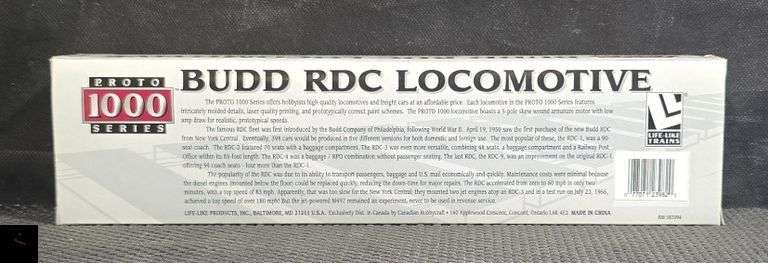 PROTO
1000
SERIES
BUDD RDC LOCOMOTIVE
The PROTO 1000 Series offers hobbyists high-quality locomotives and freight cars at an affordable price. Each locomotive in the PROTO 1000 Series features
intricately molded details, laser-quality printing, and prototypically correct paint schemes. The PROTO 1000 locomotive boasts a 5-pole skew wound armature motor with low
amp draw for realistic, prototypical speeds.
The famous RDC fleet was first introduced by the Budd Company of Philadelphia, following World War II. April 19, 1950 saw the first purchase of the new Budd RDC
from New York Central. Eventually, 398 cars would be produced in five different versions for both domestic and foreign use. The most popular of these, the RDC-1, was a 90-
seat coach. The RDC-2 featured 70 seats with a baggage compartment. The RDC-3 was even more versatile, combining 48 seats, a baggage compartment and a Railway Post
Office within its 85-foot length. The RDC-4 was a baggage / RPO combination without passenger seating. The last RDC, the RDC-9, was an improvement on the original RDC-1
offering 94 coach seats - four more than the RDC-1.
The popularity of the RDC was due to its ability to transport passengers, baggage and U.S. mail economically and quickly. Maintenance costs were minimal because
the diesel engines (mounted below the floor) could be replaced quickly, reducing the down-time for major repairs. The RDC accelerated from zero to 60 mph in only two
minutes, with a top speed of 83 mph. Apparently, that was too slow for the New York Central; they mounted two jet engines atop an RDC-3, and in a test run on July 23, 1966,
achieved a top speed of over 180 mph! But the jet-powered M497 remained an experiment, never to be used in revenue service.
LIFE-LIKE PRODUCTS, INC., BALTIMORE, MD 21211 U.S.A. Exclusively Dist. in Canada by Canadian Hobbycraft • 140 Applewood Crescent, Concord, Ontario L4K 4E2 MADE IN CHINA
LIFE-LIKE
TRAINS